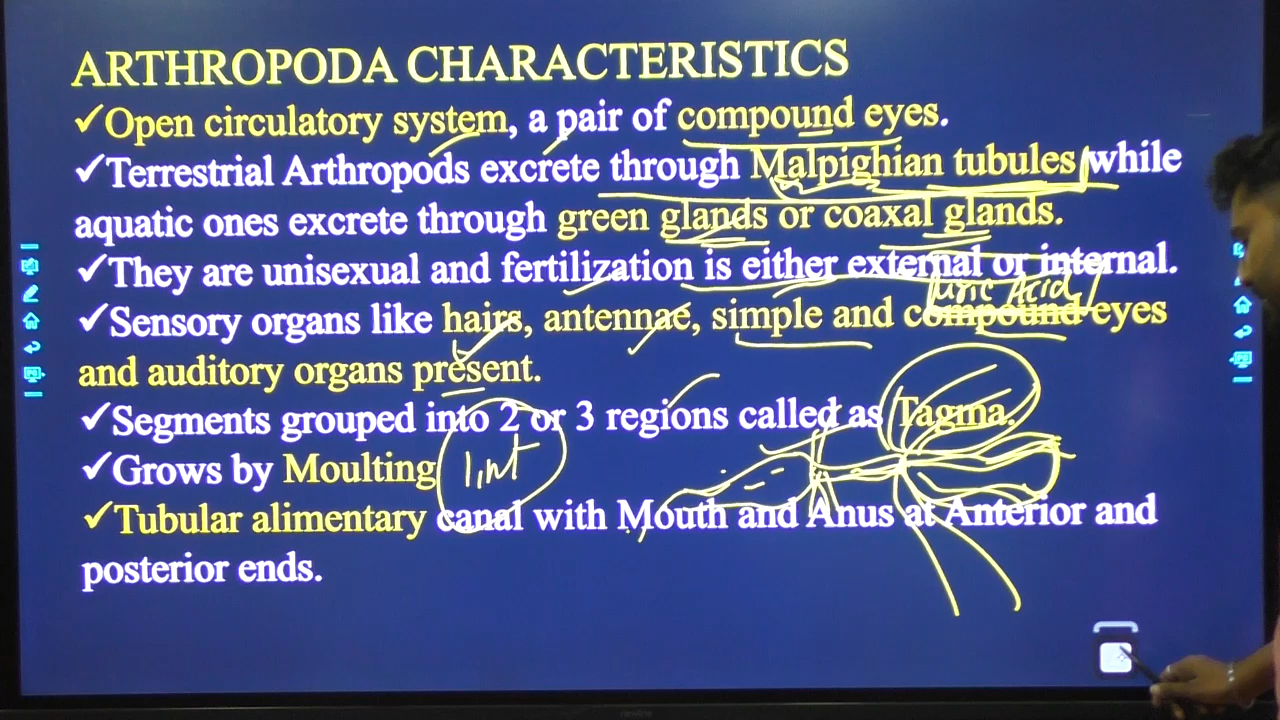 ARTHROPODA CHARACTERISTICS
✓Open circulatory system, a pair of compound eyes.
✓Terrestrial Arthropods excrete through Malpighian tubules while
aquatic ones excrete through green glands or coaxal glands.
✓They are unisexual and fertilization is either external or internal.
Uric Acid
✓Sensory organs like hairs, antennae, simple and compound eyes
and auditory organs present.
✓Segments grouped into 2 or 3 regions called as Tagma.
✓Grows by Moulting
✓Tubular alimentary canal with Mouth and Anus at Anterior and
posterior ends.